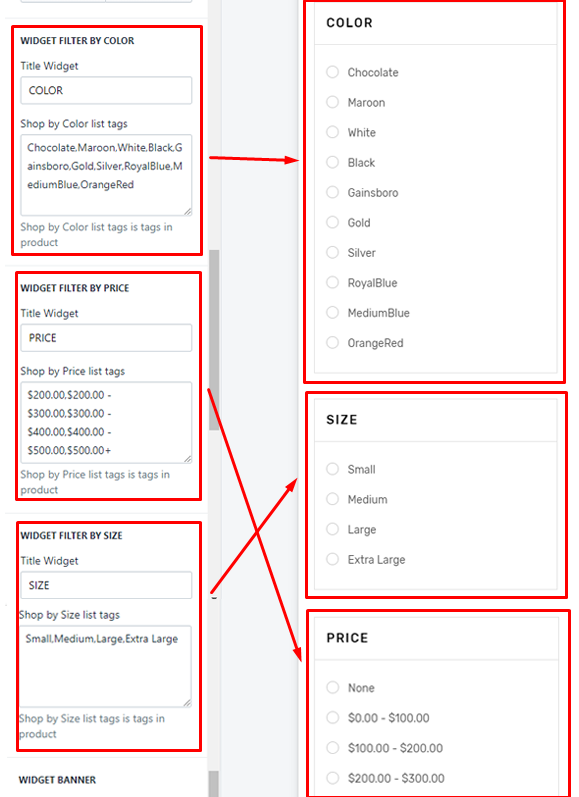 WIDGET FILTER BY COLOR
Title Widget
COLOR
Shop by Color list tags
Chocolate,Maroon,White,Black,G
ainsboro,Gold,Silver,RoyalBlue,M
ediumBlue,OrangeRed
Shop by Color list tags is tags in
product
WIDGET FILTER BY PRICE
Title Widget
PRICE
Shop by Price list tags
$200.00,$200.00 -
$300.00,$300.00 -
$400.00,$400.00 -
$500.00,$500.00+
Shop by Price list tags is tags in
product
WIDGET FILTER BY SIZE
Title Widget
SIZE
Shop by Size list tags
Small,Medium,Large,Extra Large
Shop by Size list tags is tags in
product
WIDGET BANNER
COLOR
Chocolate
Maroon
White
Black
Gainsboro
Gold
Silver
RoyalBlue
MediumBlue
OrangeRed
SIZE
Small
Medium
Large
Extra Large
PRICE
None
$0.00 - $100.00
$100.00 - $200.00
$200.00 - $300.00